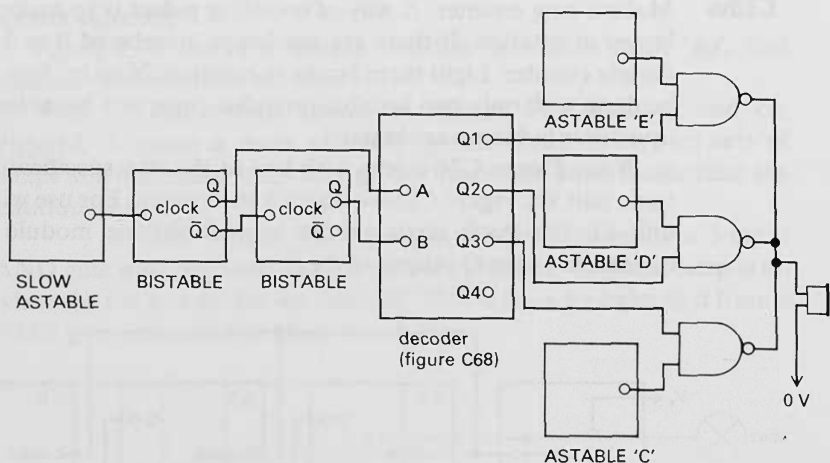 ASTABLE 'E'
Q1
A
Q2
Q
Q
clock
clock
Q̅
Q̅
B
Q3
ASTABLE 'D'
SLOW
ASTABLE
BISTABLE
BISTABLE
Q4
decoder
(figure C68)
0 V
ASTABLE 'C'